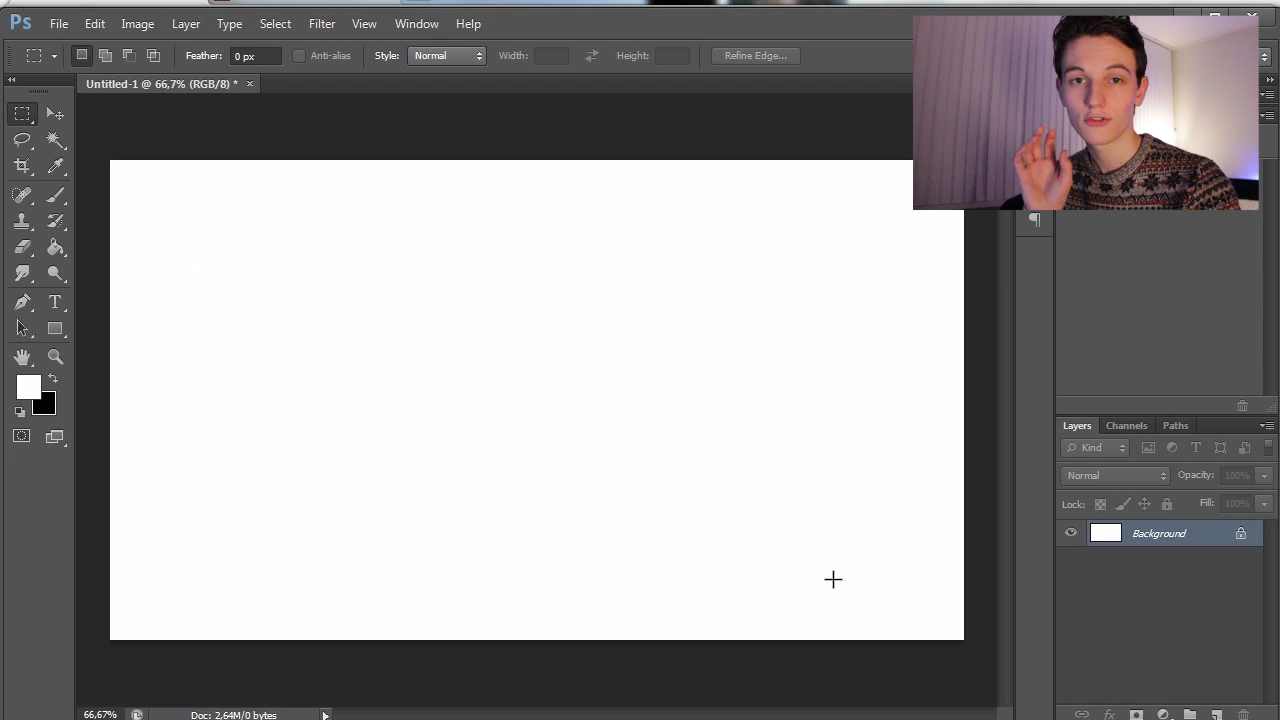 Ps File Edit Image Layer Type Select Filter View Window Help
Feather: 0 px Anti-alias Style: Normal Width: Height: Refine Edge...
Untitled-1 @ 66,7% (RGB/8) * ×
T
¶
Layers Channels Paths
Kind T
Normal Opacity: 100%
Lock: Fill: 100%
Background
66,67% Doc: 2,64M/0 bytes
fx